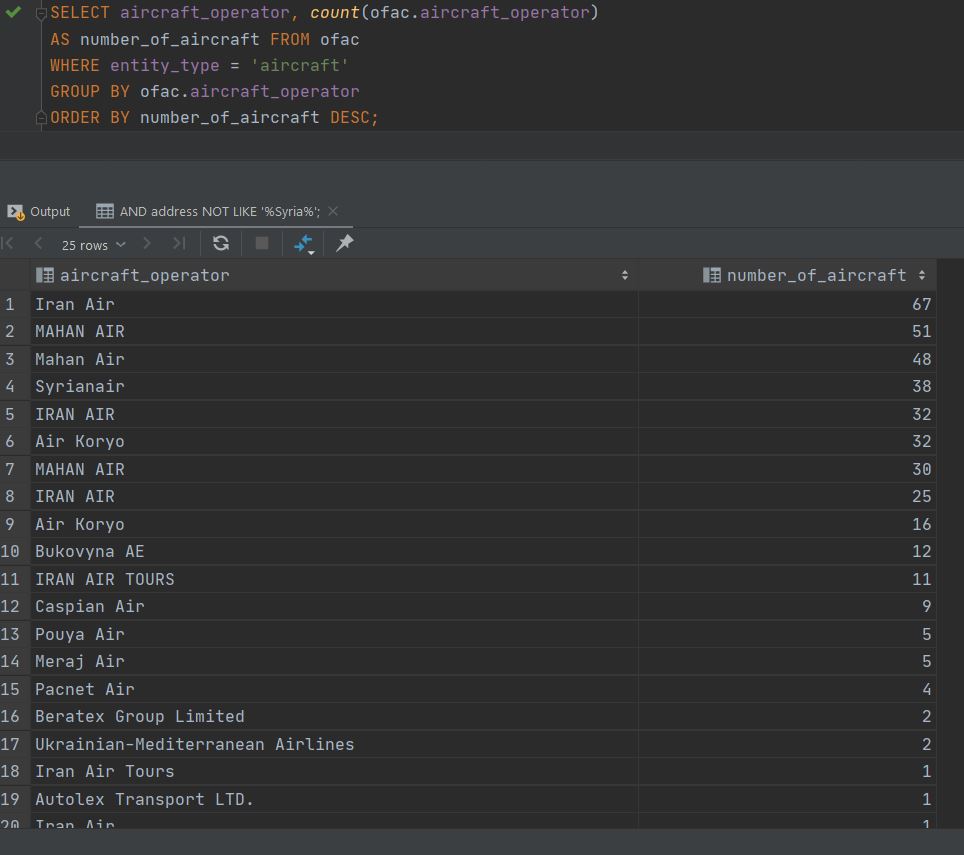 SELECT aircraft_operator, count(ofac.aircraft_operator)
AS number_of_aircraft FROM ofac
WHERE entity_type = 'aircraft'
GROUP BY ofac.aircraft_operator
ORDER BY number_of_aircraft DESC;
Output AND address NOT LIKE '%Syria%';
25 rows
aircraft_operator number_of_aircraft
1 Iran Air 67
2 MAHAN AIR 51
3 Mahan Air 48
4 Syrianair 38
5 IRAN AIR 32
6 Air Koryo 32
7 MAHAN AIR 30
8 IRAN AIR 25
9 Air Koryo 16
10 Bukovyna AE 12
11 IRAN AIR TOURS 11
12 Caspian Air 9
13 Pouya Air 5
14 Meraj Air 5
15 Pacnet Air 4
16 Beratex Group Limited 2
17 Ukrainian-Mediterranean Airlines 2
18 Iran Air Tours 1
19 Autolex Transport LTD. 1
20 Iran Air 1